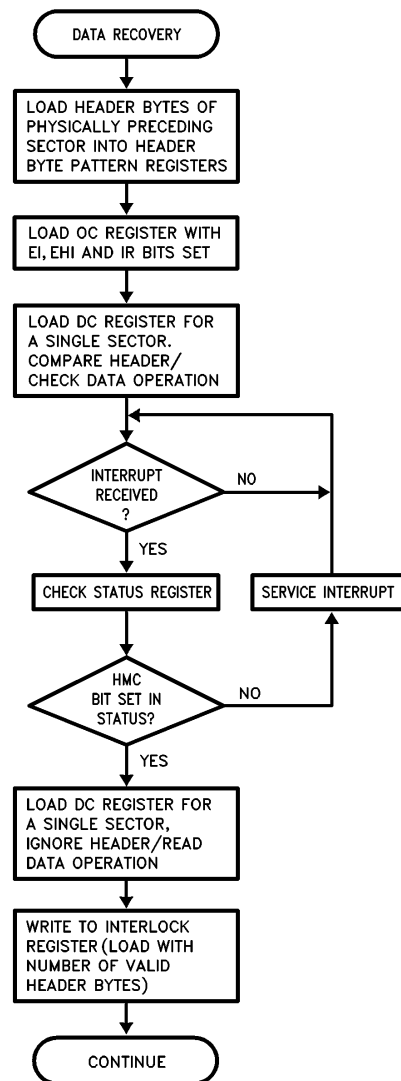 DATA RECOVERY
LOAD HEADER BYTES OF
PHYSICALLY PRECEDING
SECTOR INTO HEADER
BYTE PATTERN REGISTERS
LOAD OC REGISTER WITH
EI, EHI AND IR BITS SET
LOAD DC REGISTER FOR
A SINGLE SECTOR.
COMPARE HEADER/
CHECK DATA OPERATION
INTERRUPT
RECEIVED
?
NO
YES
CHECK STATUS REGISTER
SERVICE INTERRUPT
HMC
BIT SET IN
STATUS?
NO
YES
LOAD DC REGISTER FOR
A SINGLE SECTOR,
IGNORE HEADER/READ
DATA OPERATION
WRITE TO INTERLOCK
REGISTER (LOAD WITH
NUMBER OF VALID
HEADER BYTES)
CONTINUE